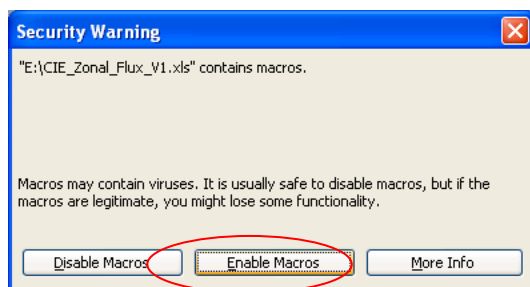 Security Warning
"E:\CIE_Zonal_Flux_V1.xls" contains macros.
Macros may contain viruses. It is usually safe to disable macros, but if the
macros are legitimate, you might lose some functionality.
Disable Macros Enable Macros More Info